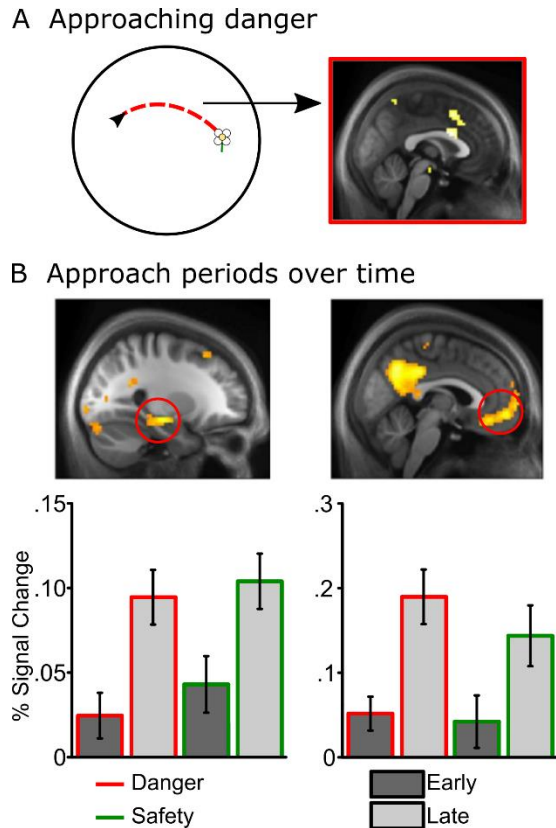 A Approaching danger
B Approach periods over time
% Signal Change
.15
.10
.05
0
.3
.2
.1
0
Danger
Safety
Early
Late